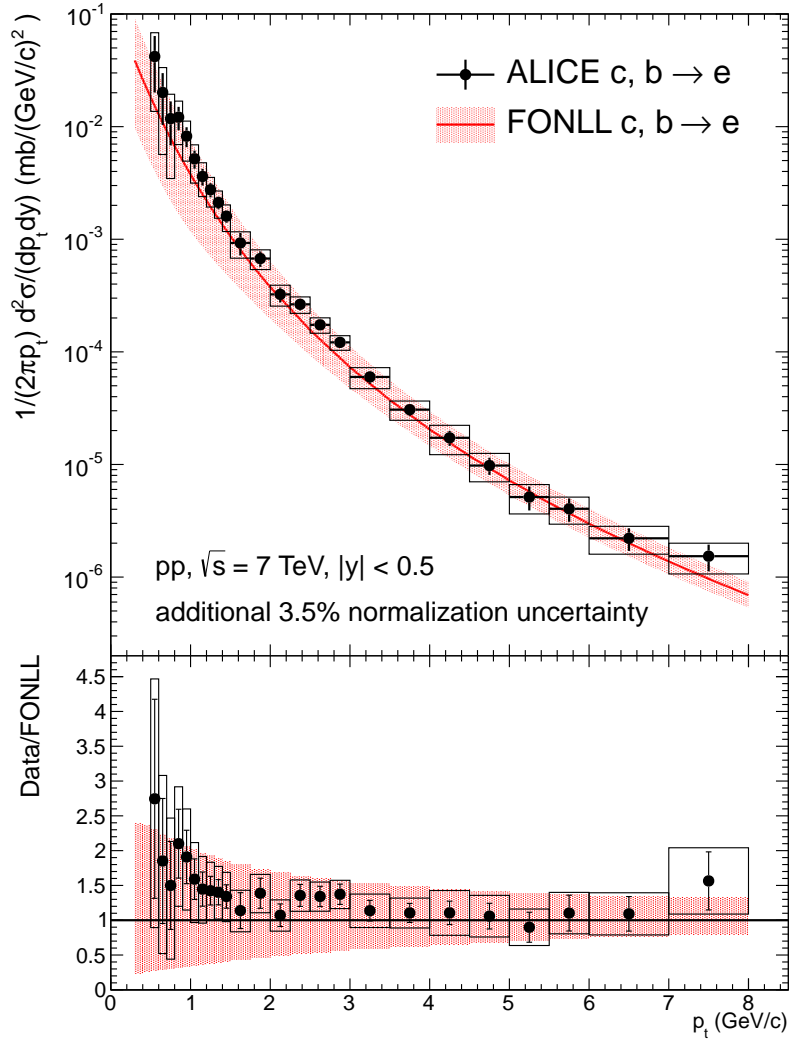 10⁻¹
10⁻²
10⁻³
10⁻⁴
10⁻⁵
10⁻⁶
1/(2πpₜ) d²σ/(dpₜdy) (mb/(GeV/c)²)
ALICE c, b → e
FONLL c, b → e
pp, √s = 7 TeV, |y| < 0.5
additional 3.5% normalization uncertainty
Data/FONLL
4.5
4
3.5
3
2.5
2
1.5
1
0.5
0
0 1 2 3 4 5 6 7 8
pₜ (GeV/c)